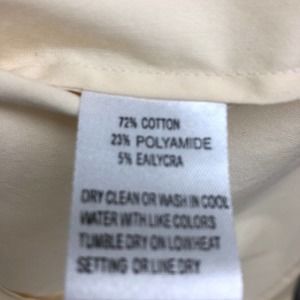 72% COTTON
23% POLYAMIDE
5% EAILYCRA
DRY CLEAN OR WASH IN COOL
WATER WITH LIKE COLORS
TUMBLE DRY ON LOW HEAT
SETTING OR LINE DRY